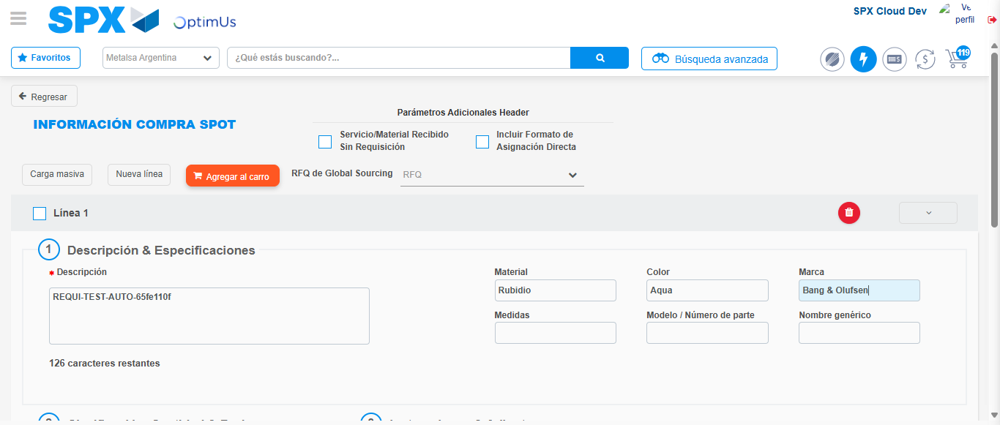 SPX
OptimUs
SPX Cloud Dev
Ve
perfil
Favoritos
Metalsa Argentina
¿Qué estás buscando?...
Búsqueda avanzada
119
Regresar
INFORMACIÓN COMPRA SPOT
Parámetros Adicionales Header
Servicio/Material Recibido
Sin Requisición
Incluir Formato de
Asignación Directa
Carga masiva
Nueva línea
Agregar al carro
RFQ de Global Sourcing
RFQ
Línea 1
1
Descripción & Especificaciones
* Descripción
REQUI-TEST-AUTO-65fe110f
126 caracteres restantes
Material
Color
Marca
Rubidio
Aqua
Bang & Olufsen
Medidas
Modelo / Número de parte
Nombre genérico